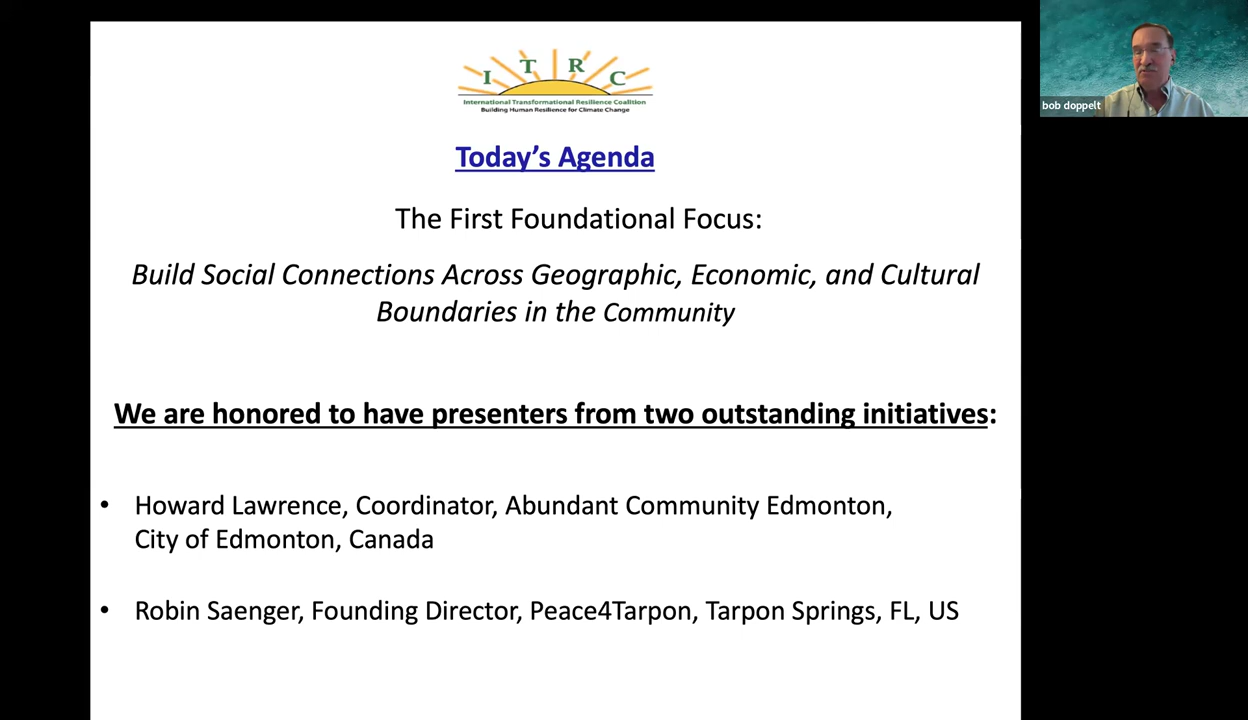 I T R C
International Transformational Resilience Coalition
Building Human Resilience for Climate Change
bob doppelt
Today's Agenda
The First Foundational Focus:
Build Social Connections Across Geographic, Economic, and Cultural
Boundaries in the Community
We are honored to have presenters from two outstanding initiatives:
• Howard Lawrence, Coordinator, Abundant Community Edmonton,
City of Edmonton, Canada
• Robin Saenger, Founding Director, Peace4Tarpon, Tarpon Springs, FL, US